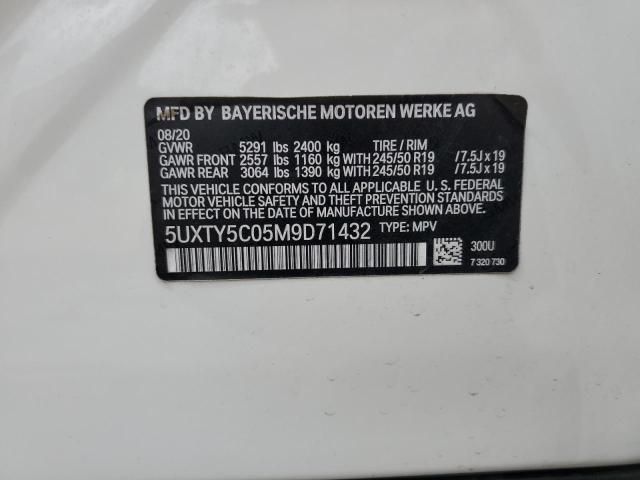 MFD BY BAYERISCHE MOTOREN WERKE AG
08/20
GVWR 5291 lbs 2400 kg TIRE / RIM
GAWR FRONT 2557 lbs 1160 kg WITH 245/50 R19 / 7.5J x 19
GAWR REAR 3064 lbs 1390 kg WITH 245/50 R19 / 7.5J x 19
THIS VEHICLE CONFORMS TO ALL APPLICABLE U. S. FEDERAL
MOTOR VEHICLE SAFETY AND THEFT PREVENTION STANDARDS
IN EFFECT ON THE DATE OF MANUFACTURE SHOWN ABOVE.
5UXTY5C05M9D71432 TYPE: MPV
300U
7 320 730